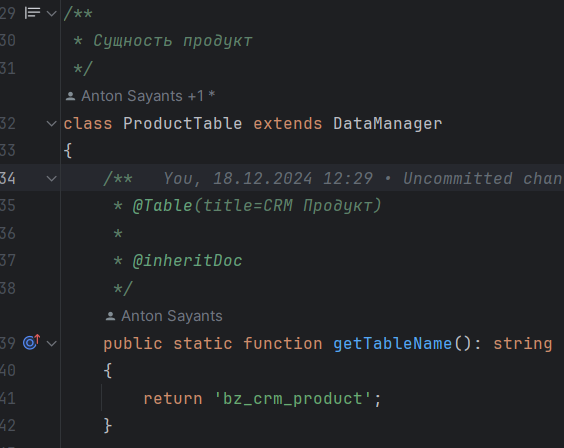 29 /**
30 * Сущность продукт
31 */
Anton Sayants +1 *
32 class ProductTable extends DataManager
33 {
34 /** You, 18.12.2024 12:29 • Uncommitted chan
35 * @Table(title=CRM Продукт)
36 *
37 * @inheritDoc
38 */
Anton Sayants
39 public static function getTableName(): string
40 {
41 return 'bz_crm_product';
42 }